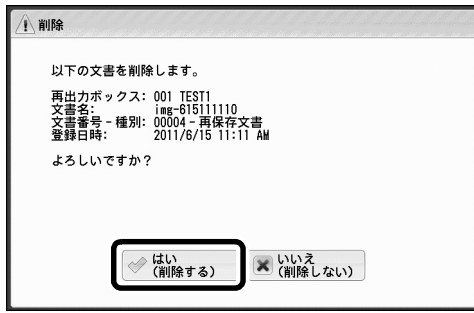 削除
以下の文書を削除します。
再出力ボックス: 001 TEST1
文書名: img-615111110
文書番号-種別: 00004-再保存文書
登録日時: 2011/6/15 11:11 AM
よろしいですか?
はい
(削除する)
いいえ
(削除しない)